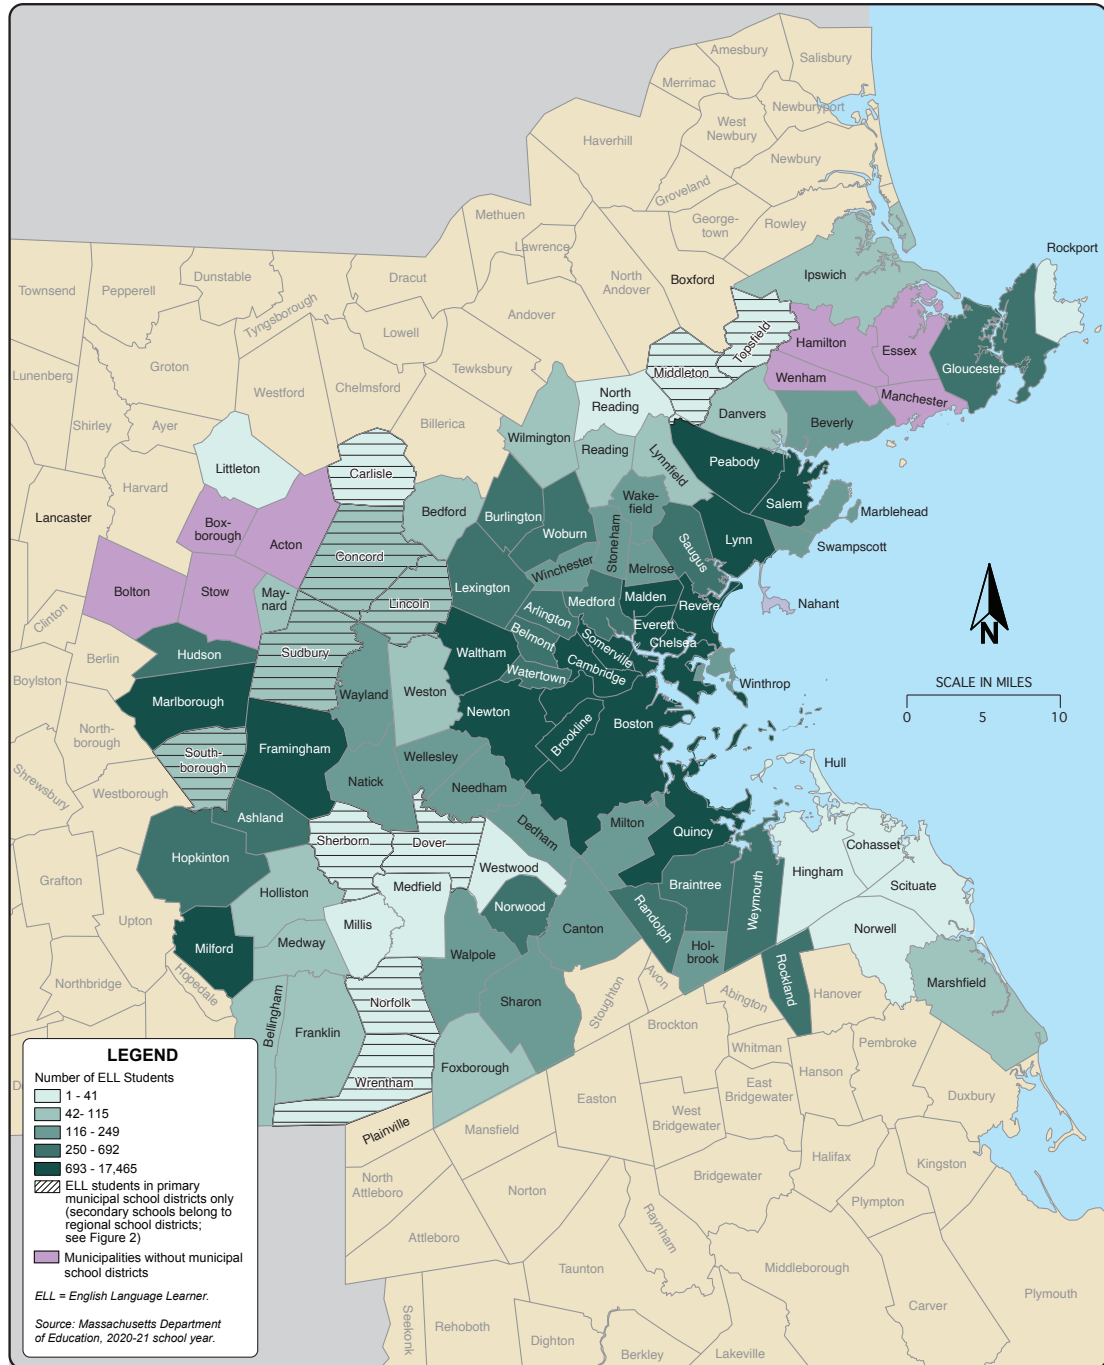 Amesbury
Salisbury
Merrimac
Newburyport
West
Newbury
Haverhill
Newbury
Groveland
George-
town
Rowley
Methuen
Lawrence
Rockport
Boxford
Ipswich
North
Andover
Dracut
Dunstable
Townsend
Pepperell
Tyngsborough
Andover
Lowell
Topsfield
Hamilton
Essex
Gloucester
Groton
Tewksbury
Middleton
Wenham
Lunenberg
Westford
Chelmsford
North
Reading
Manchester
Danvers
Beverly
Shirley
Ayer
Billerica
Wilmington
Reading
Lynnfield
Peabody
Littleton
Carlisle
Harvard
Salem
Wake-
field
Marblehead
Lancaster
Box-
borough
Acton
Bedford
Burlington
Woburn
Stoneham
Saugus
Lynn
Swampscott
Concord
Winchester
Melrose
Bolton
Stow
May-
nard
Lincoln
Lexington
Medford
Malden
Revere
Nahant
Arlington
Everett
Clinton
Chelsea
N
Hudson
Sudbury
Waltham
Belmont
Somerville
Cambridge
Berlin
Boylston
Watertown
Winthrop
SCALE IN MILES
0
5
10
Marlborough
Wayland
Weston
Newton
Boston
Brookline
North-
borough
Framingham
South-
borough
Wellesley
Hull
Shrewsbury
Westborough
Natick
Needham
Ashland
Milton
Quincy
Dedham
Sherborn
Dover
Cohasset
Hopkinton
Westwood
Hingham
Grafton
Holliston
Medfield
Braintree
Weymouth
Scituate
Norwood
Randolph
Upton
Millis
Canton
Norwell
Milford
Medway
Walpole
Hol-
brook
Rockland
Northbridge
Hopedale
Avon
Marshfield
Stoughton
Abington
Hanover
Norfolk
Sharon
Bellingham
Franklin
Brockton
Whitman
Pembroke
Foxborough
Hanson
Wrentham
East
Bridgewater
Easton
Duxbury
West
Bridgewater
Plainville
Mansfield
Halifax
Kingston
North
Attleboro
Bridgewater
Norton
Plympton
Attleboro
Raynham
Taunton
Middleborough
Plymouth
Carver
Seekonk
Rehoboth
Dighton
Berkley
Lakeville
LEGEND
Number of ELL Students
1 - 41
42- 115
116 - 249
250 - 692
693 - 17,465
ELL students in primary
municipal school districts only
(secondary schools belong to
regional school districts;
see Figure 2)
Municipalities without municipal
school districts
ELL = English Language Learner.
Source: Massachusetts Department
of Education, 2020-21 school year.